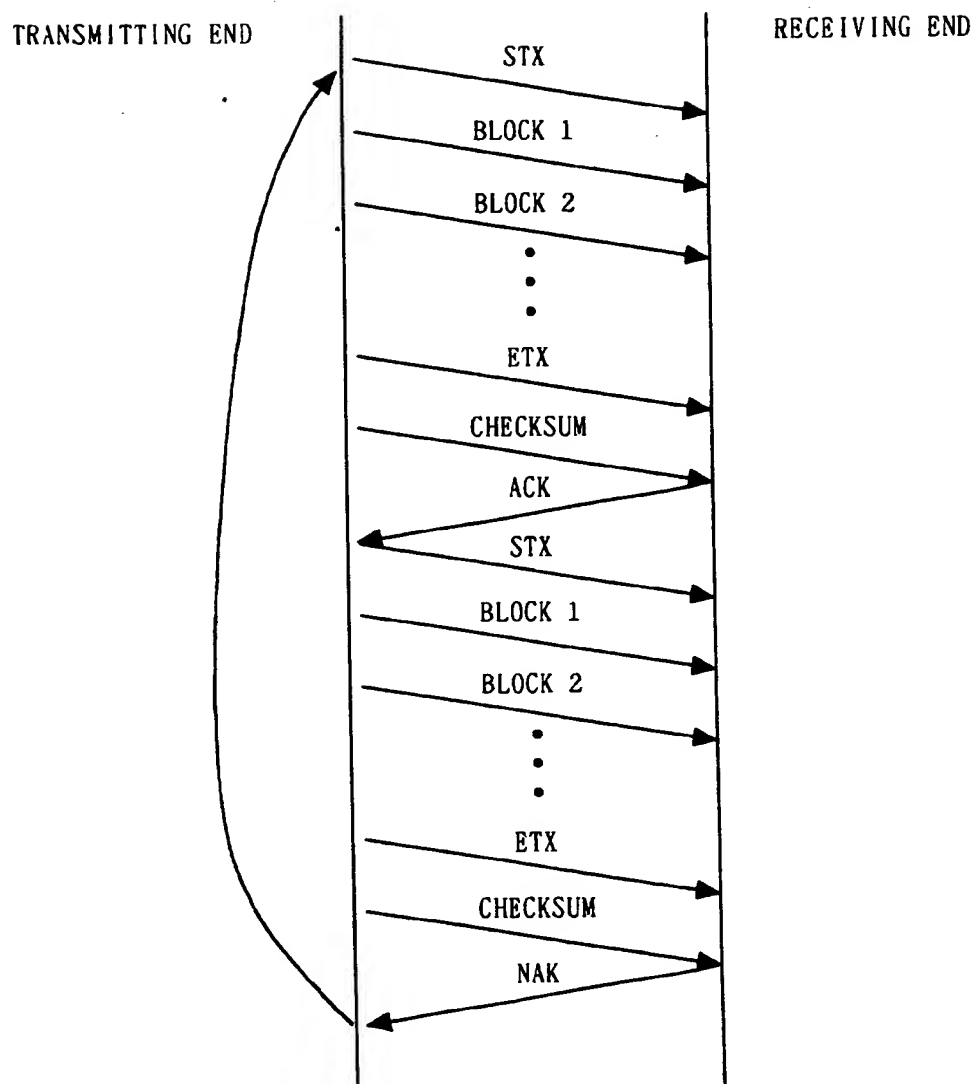 TRANSMITTING END
RECEIVING END
STX
BLOCK 1
BLOCK 2
ETX
CHECKSUM
ACK
STX
BLOCK 1
BLOCK 2
ETX
CHECKSUM
NAK